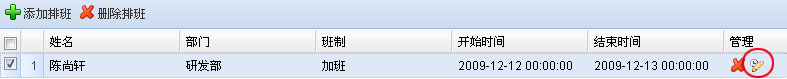 添加排班 删除排班
姓名 部门 班制 开始时间 结束时间 管理
1 陈尚轩 研发部 加班 2009-12-12 00:00:00 2009-12-13 00:00:00